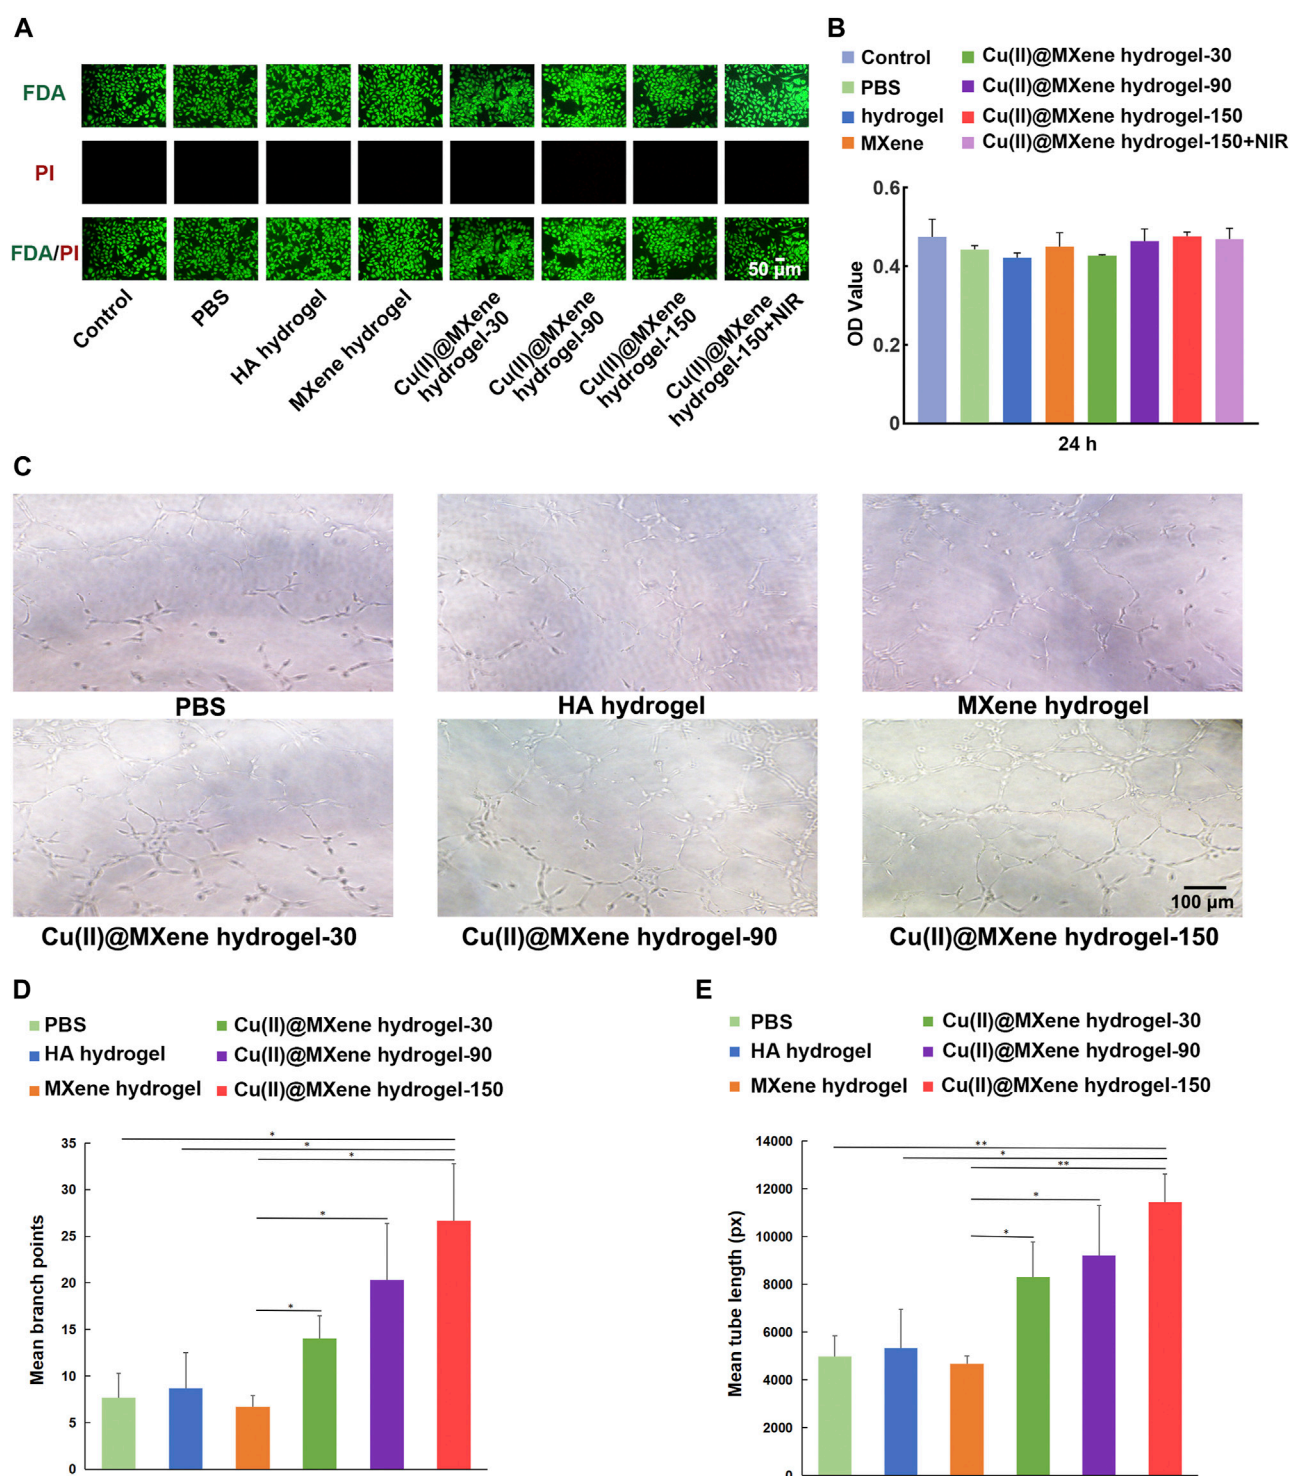 A
FDA
PI
FDA/PI
50 µm
Control
PBS
HA hydrogel
MXene hydrogel
Cu(II)@MXene
hydrogel-30
Cu(II)@MXene
hydrogel-90
Cu(II)@MXene
hydrogel-150
Cu(II)@MXene
hydrogel-150+NIR
B
Control
PBS
hydrogel
MXene
Cu(II)@MXene hydrogel-30
Cu(II)@MXene hydrogel-90
Cu(II)@MXene hydrogel-150
Cu(II)@MXene hydrogel-150+NIR
OD Value
0.6
0.4
0.2
0
24 h
C
PBS
HA hydrogel
MXene hydrogel
100 µm
Cu(II)@MXene hydrogel-30
Cu(II)@MXene hydrogel-90
Cu(II)@MXene hydrogel-150
D
PBS
HA hydrogel
MXene hydrogel
Cu(II)@MXene hydrogel-30
Cu(II)@MXene hydrogel-90
Cu(II)@MXene hydrogel-150
Mean branch points
35
30
25
20
15
10
5
0
*
*
*
*
*
E
PBS
HA hydrogel
MXene hydrogel
Cu(II)@MXene hydrogel-30
Cu(II)@MXene hydrogel-90
Cu(II)@MXene hydrogel-150
Mean tube length (px)
14000
12000
10000
8000
6000
4000
2000
0
**
*
**
*
*